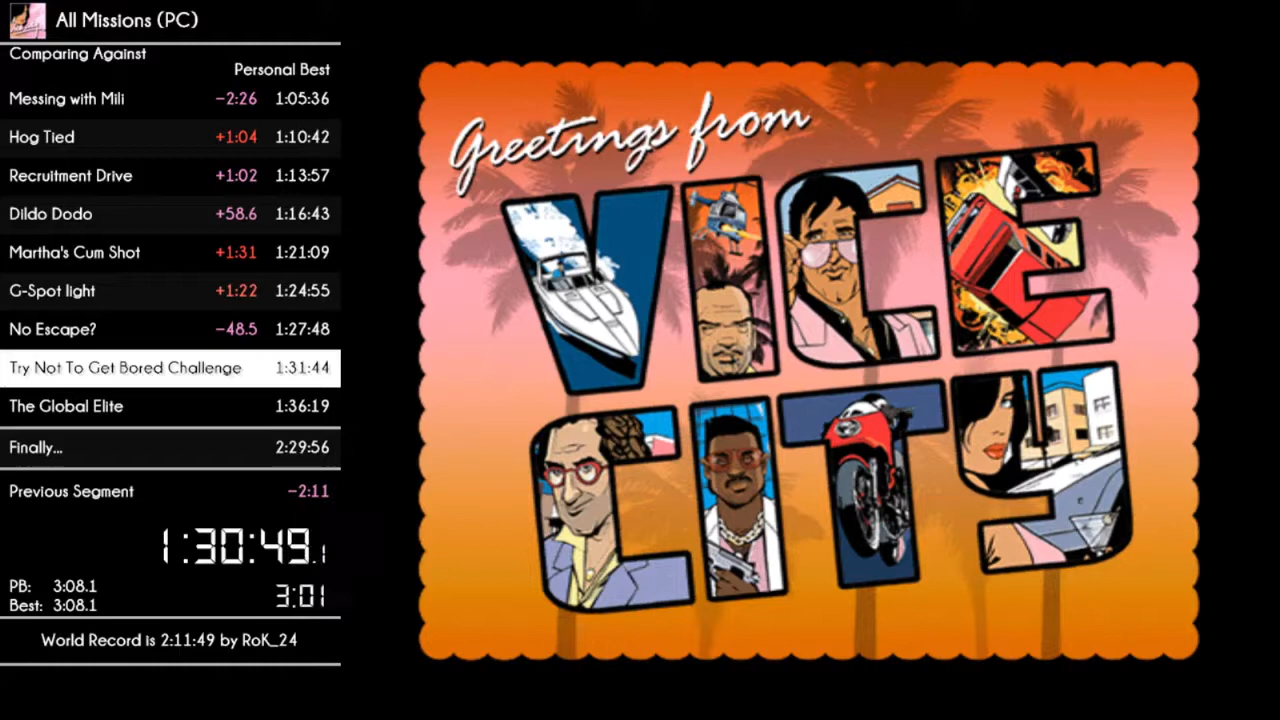 All Missions (PC)
Comparing Against
Personal Best
Messing with Mili -2:26 1:05:36
Hog Tied +1:04 1:10:42
Recruitment Drive +1:02 1:13:57
Dildo Dodo +58.6 1:16:43
Martha's Cum Shot +1:31 1:21:09
G-Spot light +1:22 1:24:55
No Escape? -48.5 1:27:48
Try Not To Get Bored Challenge 1:31:44
The Global Elite 1:36:19
Finally... 2:29:56
Previous Segment -2:11
1:30:49.1
PB: 3:08.1
Best: 3:08.1
3:01
World Record is 2:11:49 by RoK_24
Greetings from
VICE
CITY